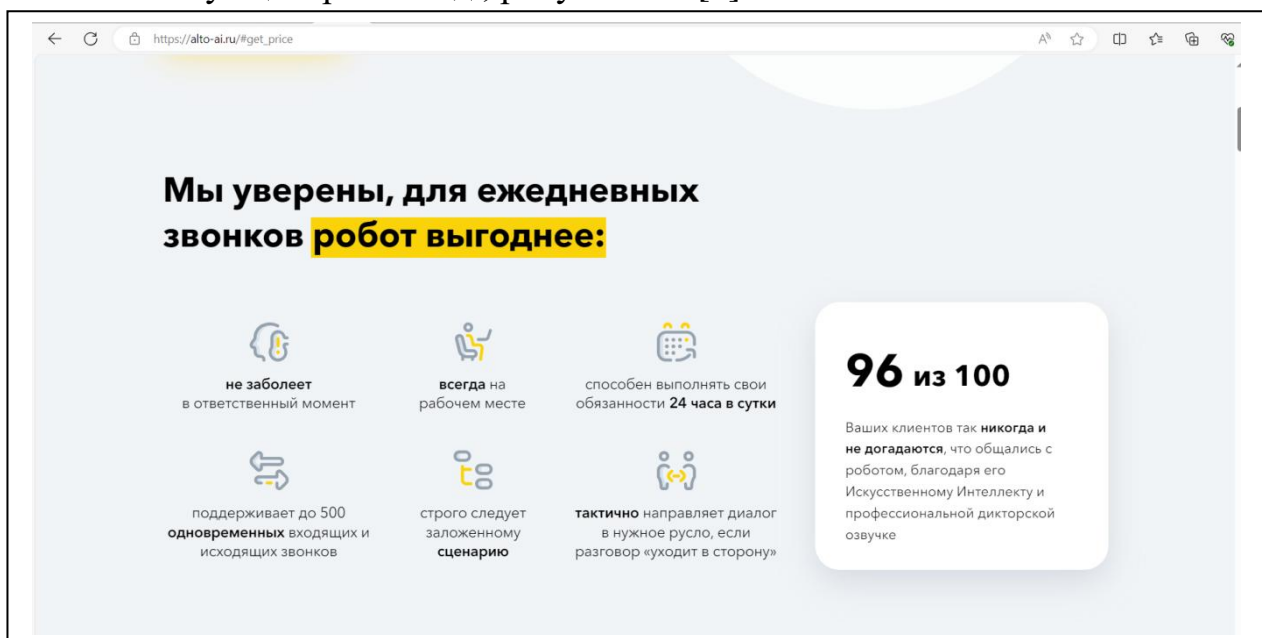 https://alto-ai.ru/#get_price
Мы уверены, для ежедневных
звонков робот выгоднее:
не заболеет
в ответственный момент
всегда на
рабочем месте
способен выполнять свои
обязанности 24 часа в сутки
поддерживает до 500
одновременных входящих и
исходящих звонков
строго следует
заложенному
сценарию
тактично направляет диалог
в нужное русло, если
разговор «уходит в сторону»
96 из 100
Ваших клиентов так никогда и
не догадаются, что общались с
роботом, благодаря его
Искусственному Интеллекту и
профессиональной дикторской
озвучке